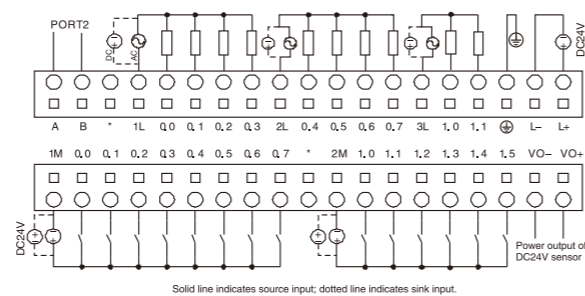 PORT2
DC
AC
DC24V
A B * 1L 0.0 0.1 0.2 0.3 2L 0.4 0.5 0.6 0.7 3L 1.0 1.1 L− L+
1M 0.0 0.1 0.2 0.3 0.4 0.5 0.6 0.7 * 2M 1.0 1.1 1.2 1.3 1.4 1.5 VO− VO+
DC24V
Power output of
DC24V sensor
Solid line indicates source input; dotted line indicates sink input.